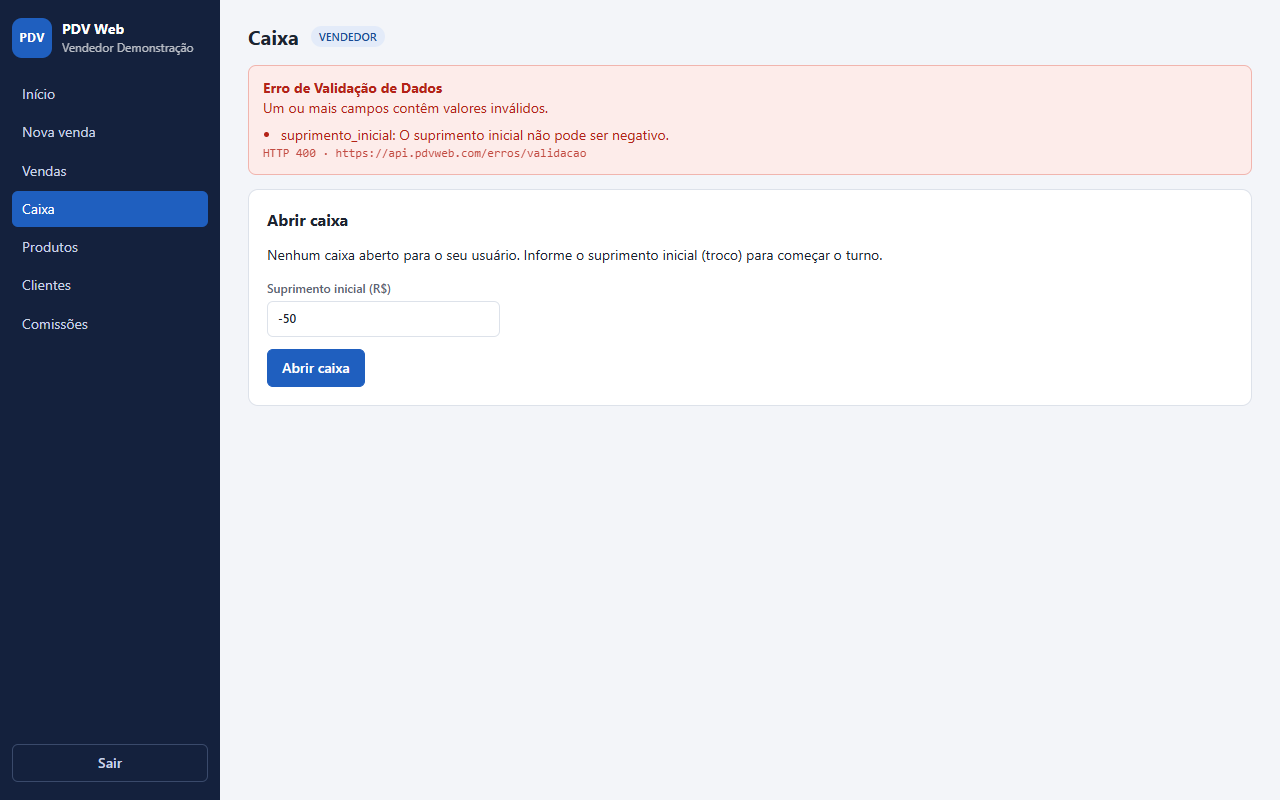 PDV
PDV Web
Vendedor Demonstração
Início
Nova venda
Vendas
Caixa
Produtos
Clientes
Comissões
Sair
Caixa
VENDEDOR
Erro de Validação de Dados
Um ou mais campos contêm valores inválidos.
• suprimento_inicial: O suprimento inicial não pode ser negativo.
HTTP 400 · https://api.pdvweb.com/erros/validacao
Abrir caixa
Nenhum caixa aberto para o seu usuário. Informe o suprimento inicial (troco) para começar o turno.
Suprimento inicial (R$)
-50
Abrir caixa